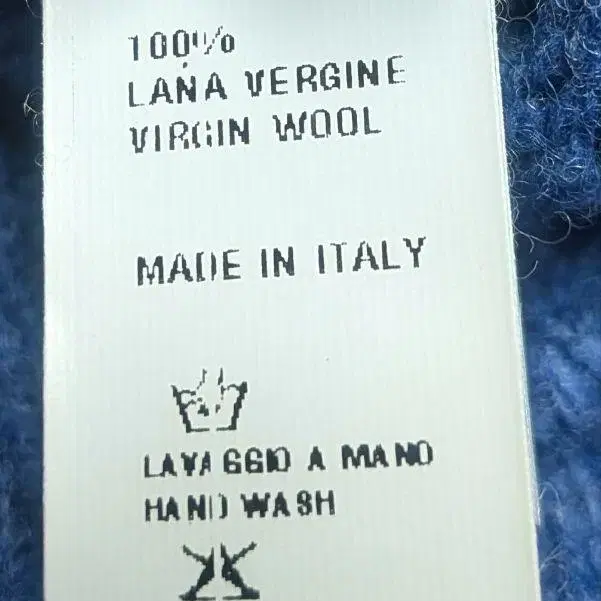 100%
LANA VERGINE
VIRGIN WOOL
MADE IN ITALY
LAVAGGIO A MANO
HAND WASH